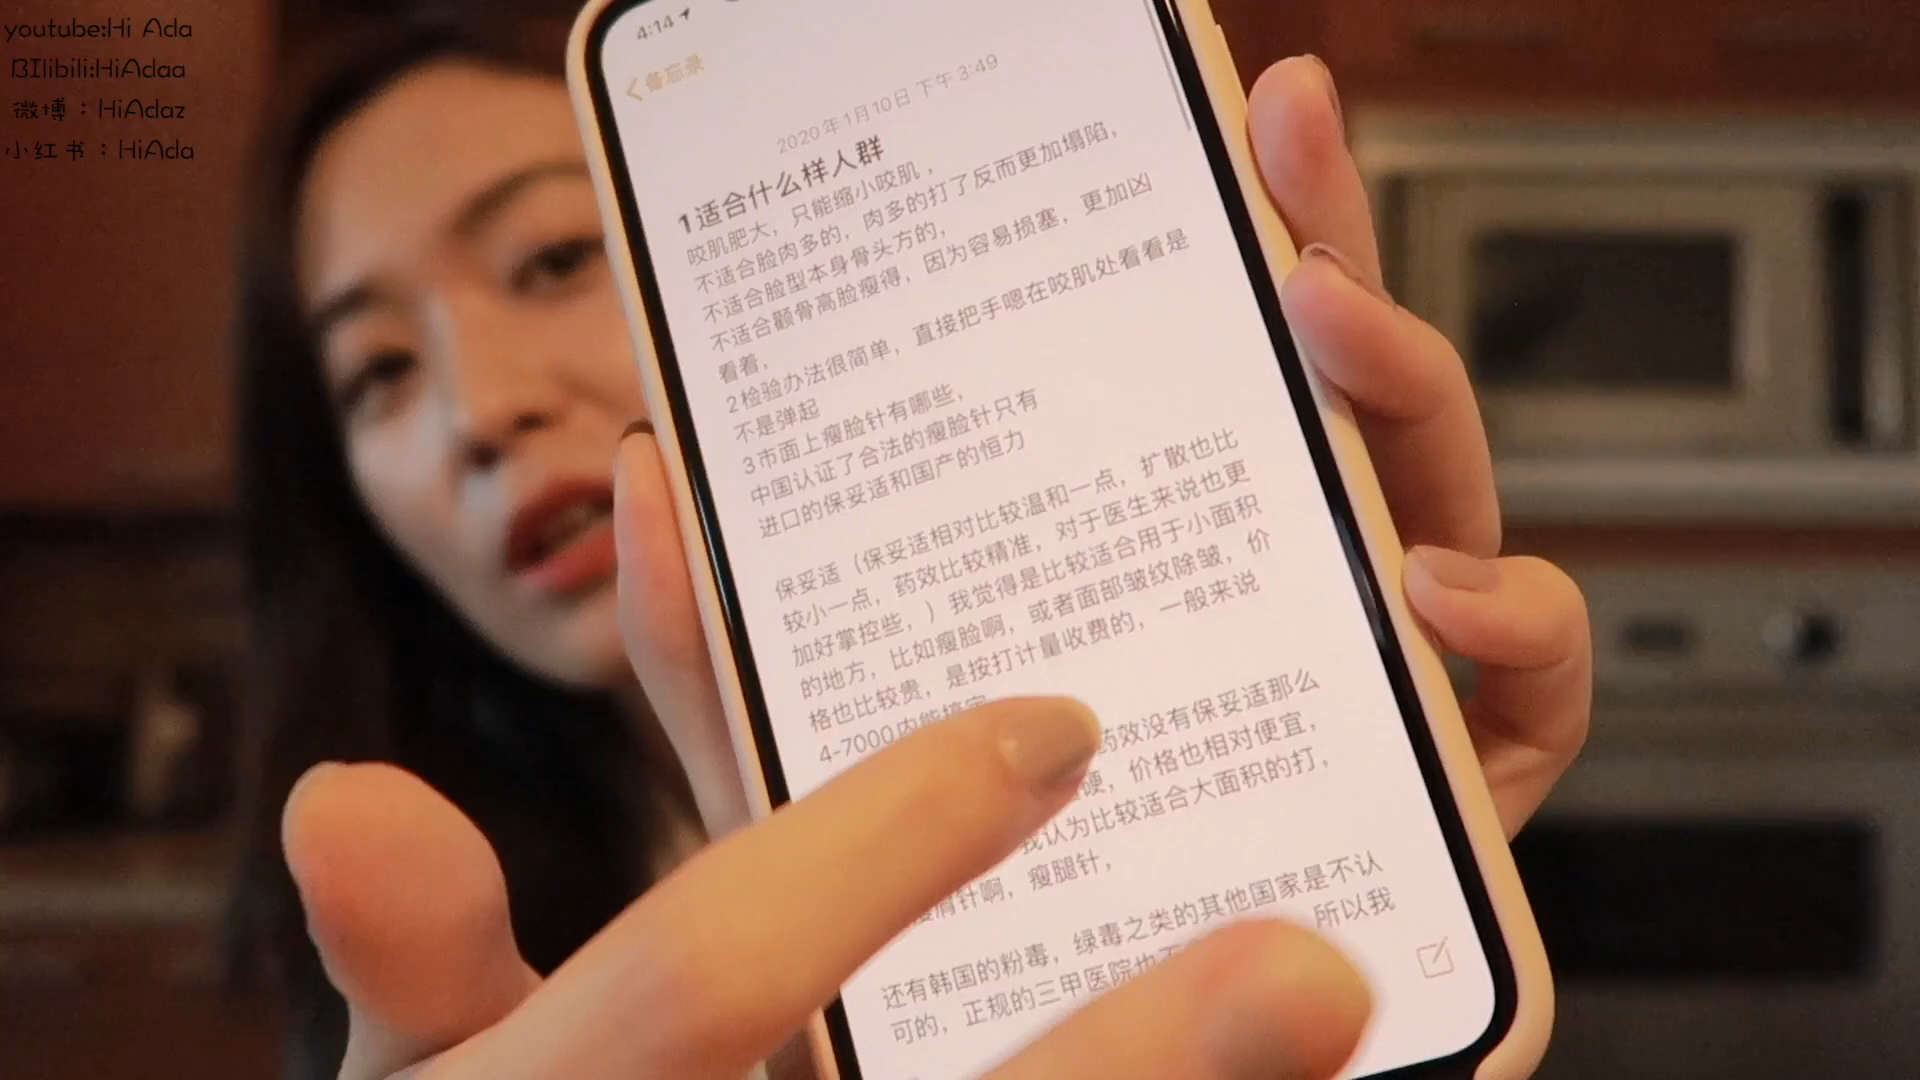 youtube:Hi Ada
BIlibili:HiAdaa
微博：HiAdaz
小红书：HiAda
4:14
备忘录
2020年1月10日 下午3:49
1适合什么样人群
咬肌肥大，只能缩小咬肌，
不适合脸肉多的，肉多的打了反而更加塌陷，
不适合脸型本身骨头方的，
不适合颧骨高脸瘦得，因为容易损塞，更加凶
看着，
2检验办法很简单，直接把手嗯在咬肌处看看是
不是弹起
3市面上瘦脸针有哪些，
中国认证了合法的瘦脸针只有
进口的保妥适和国产的恒力
保妥适（保妥适相对比较温和一点，扩散也比
较小一点，药效比较精准，对于医生来说也更
加好掌控些，）我觉得是比较适合用于小面积
的地方，比如瘦脸啊，或者面部皱纹除皱，价
格也比较贵，是按打计量收费的，一般来说
4-7000内能搞定
药效没有保妥适那么
硬，价格也相对便宜，
我认为比较适合大面积的打，
瘦肩针啊，瘦腿针，
还有韩国的粉毒，绿毒之类的其他国家是不认
可的，正规的三甲医院也不 所以我